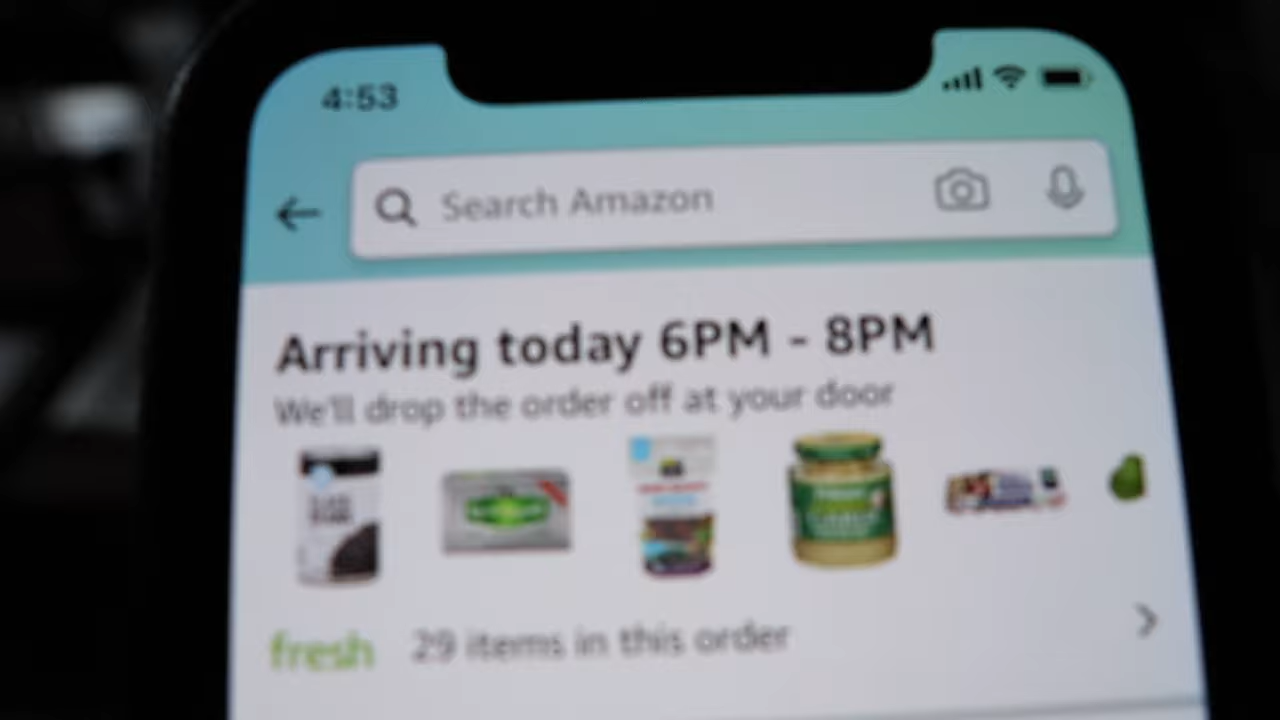 4:53
Search Amazon
Arriving today 6PM - 8PM
We'll drop the order off at your door
fresh 29 items in this order